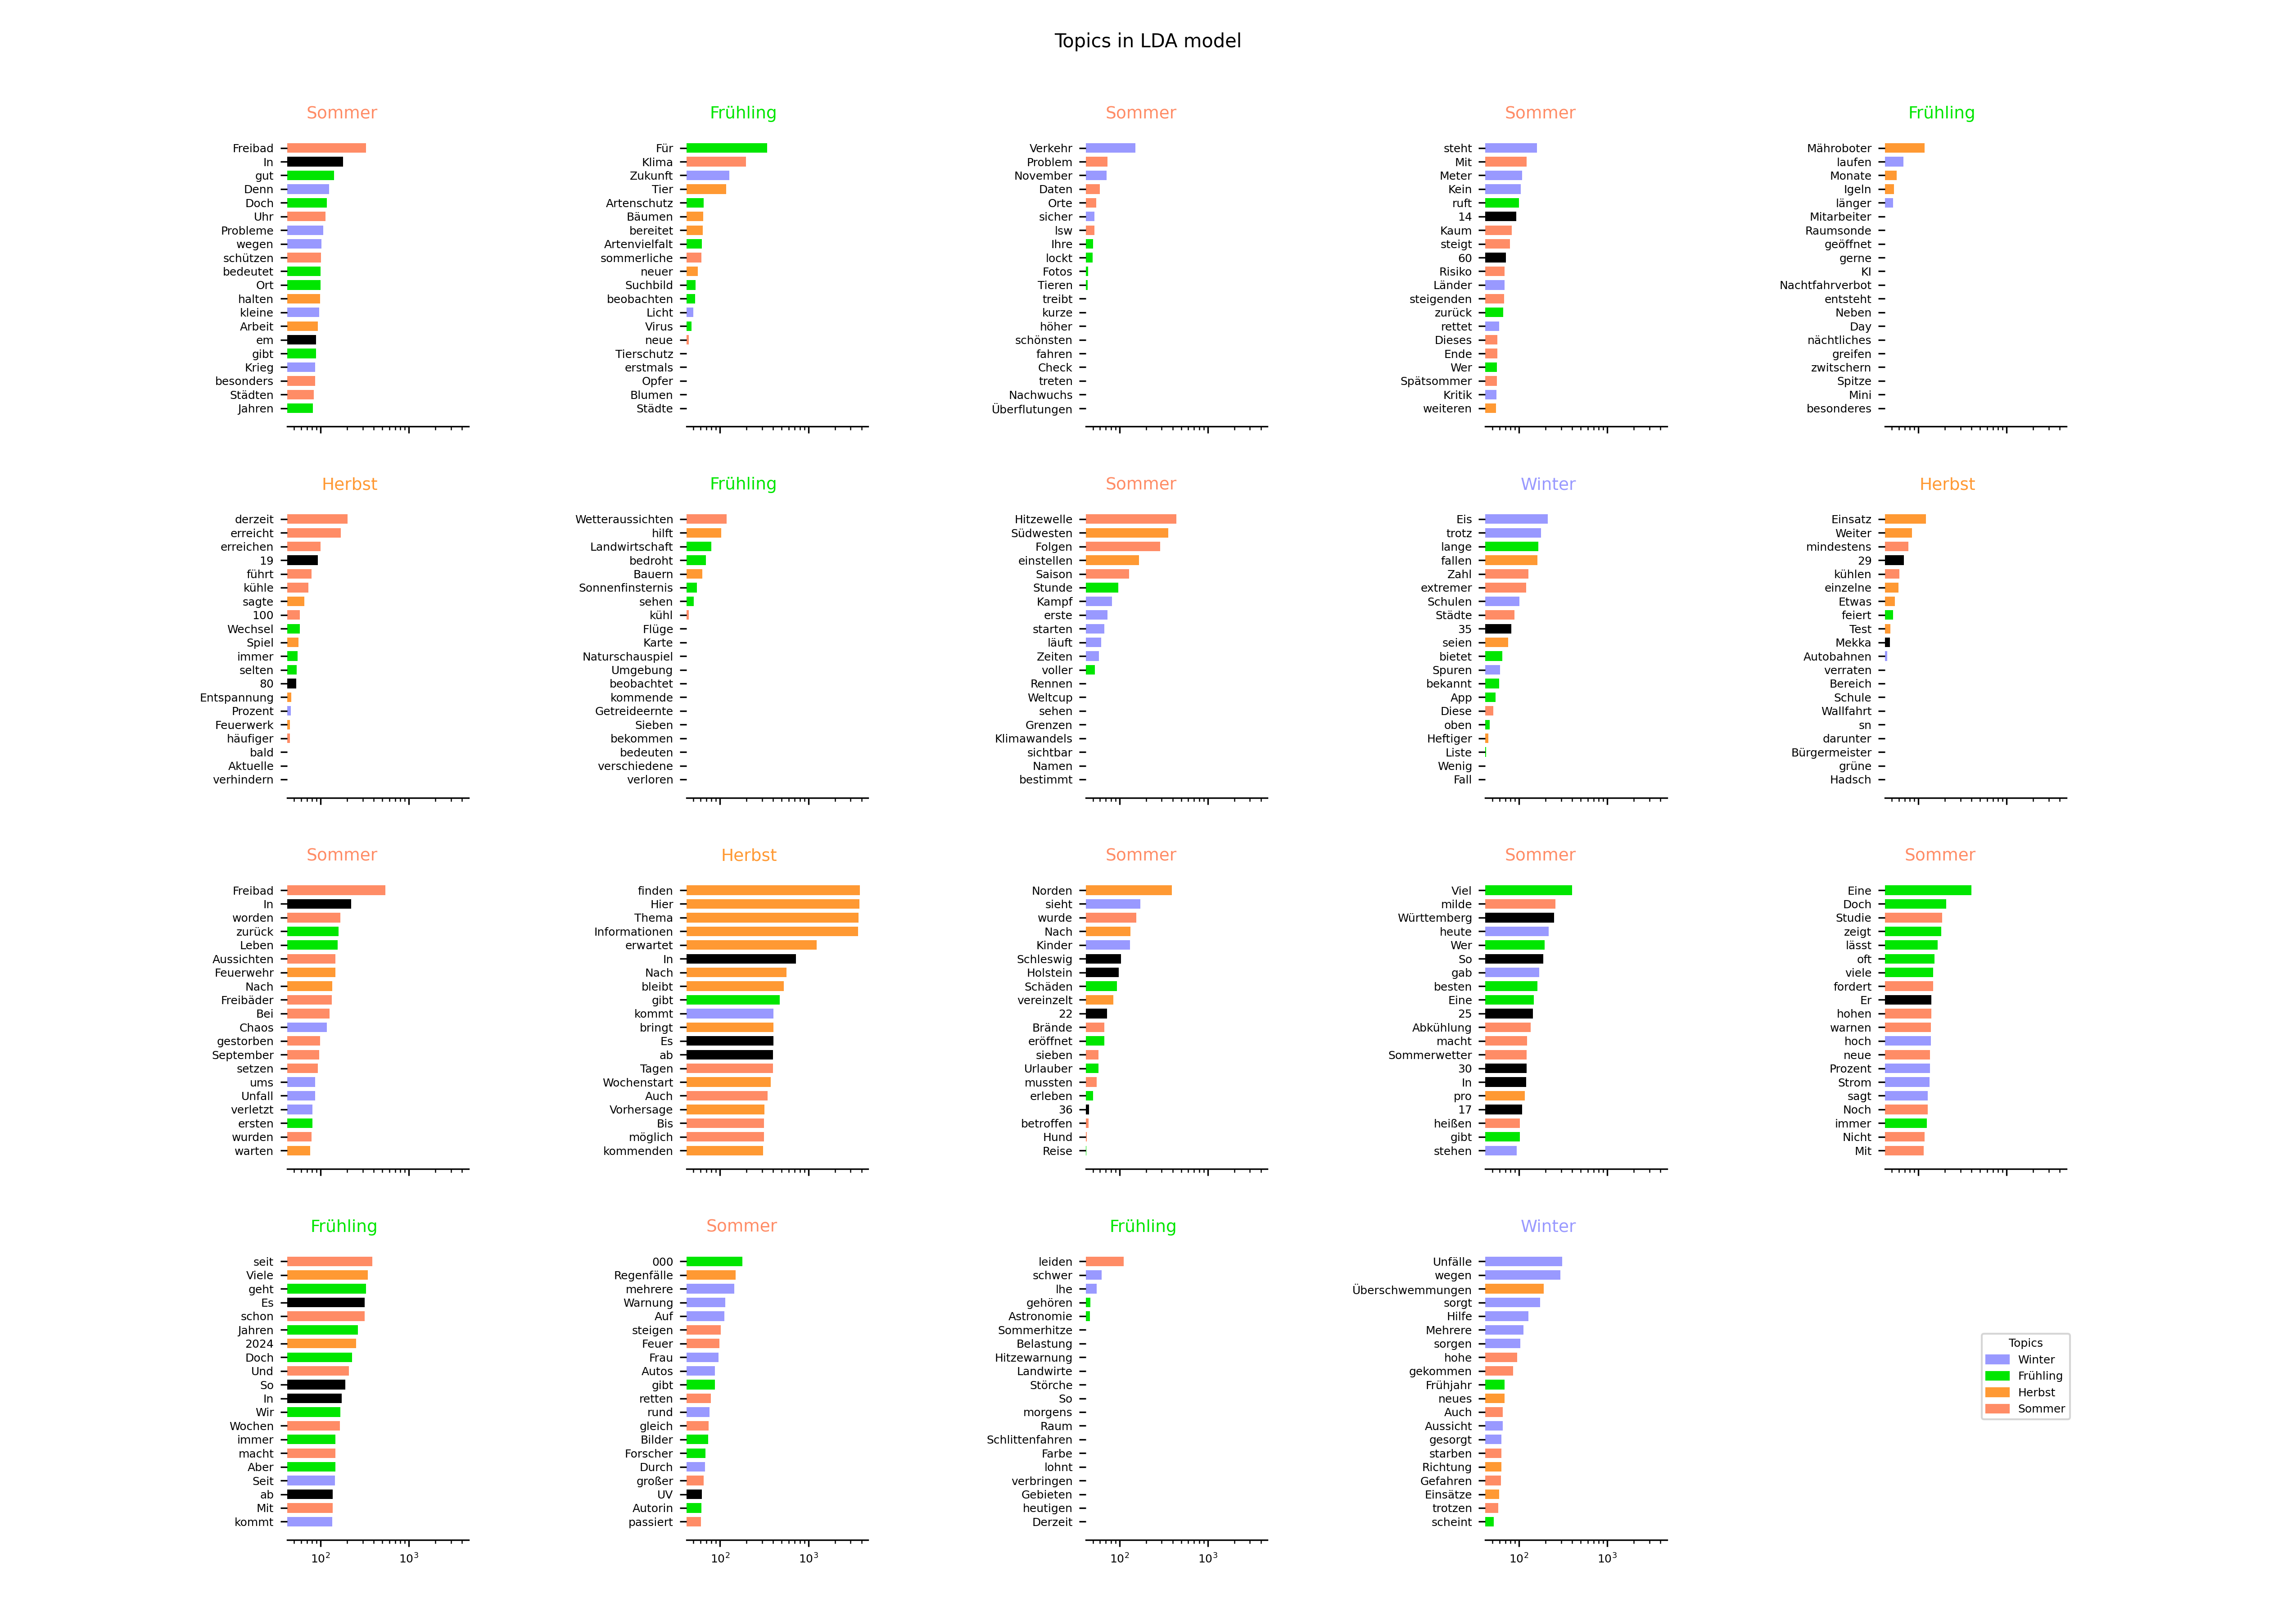 Topics in LDA model
Sommer
Freibad
In
gut
Denn
Doch
Uhr
Probleme
wegen
schützen
bedeutet
Ort
halten
kleine
Arbeit
em
gibt
Krieg
besonders
Städten
Jahren
Frühling
Für
Klima
Zukunft
Tier
Artenschutz
Bäumen
bereitet
Artenvielfalt
sommerliche
neuer
Suchbild
beobachten
Licht
Virus
neue
Tierschutz
erstmals
Opfer
Blumen
Städte
Sommer
Verkehr
Problem
November
Daten
Orte
sicher
lsw
Ihre
lockt
Fotos
Tieren
treibt
kurze
höher
schönsten
fahren
Check
treten
Nachwuchs
Überflutungen
Sommer
steht
Mit
Meter
Kein
ruft
14
Kaum
steigt
60
Risiko
Länder
steigenden
zurück
rettet
Dieses
Ende
Wer
Spätsommer
Kritik
weiteren
Frühling
Mähroboter
laufen
Monate
Igeln
länger
Mitarbeiter
Raumsonde
geöffnet
gerne
KI
Nachtfahrverbot
entsteht
Neben
Day
nächtliches
greifen
zwitschern
Spitze
Mini
besonderes
Herbst
derzeit
erreicht
erreichen
19
führt
kühle
sagte
100
Wechsel
Spiel
immer
selten
80
Entspannung
Prozent
Feuerwerk
häufiger
bald
Aktuelle
verhindern
Frühling
Wetteraussichten
hilft
Landwirtschaft
bedroht
Bauern
Sonnenfinsternis
sehen
kühl
Flüge
Karte
Naturschauspiel
Umgebung
beobachtet
kommende
Getreideernte
Sieben
bekommen
bedeuten
verschiedene
verloren
Sommer
Hitzewelle
Südwesten
Folgen
einstellen
Saison
Stunde
Kampf
erste
starten
läuft
Zeiten
voller
Rennen
Weltcup
sehen
Grenzen
Klimawandels
sichtbar
Namen
bestimmt
Winter
Eis
trotz
lange
fallen
Zahl
extremer
Schulen
Städte
35
seien
bietet
Spuren
bekannt
App
Diese
oben
Heftiger
Liste
Wenig
Fall
Herbst
Einsatz
Weiter
mindestens
29
kühlen
einzelne
Etwas
feiert
Test
Mekka
Autobahnen
verraten
Bereich
Schule
Wallfahrt
sn
darunter
Bürgermeister
grüne
Hadsch
Sommer
Freibad
In
worden
zurück
Leben
Aussichten
Feuerwehr
Nach
Freibäder
Bei
Chaos
gestorben
September
setzen
ums
Unfall
verletzt
ersten
wurden
warten
Herbst
finden
Hier
Thema
Informationen
erwartet
In
Nach
bleibt
gibt
kommt
bringt
Es
ab
Tagen
Wochenstart
Auch
Vorhersage
Bis
möglich
kommenden
Sommer
Norden
sieht
wurde
Nach
Kinder
Schleswig
Holstein
Schäden
vereinzelt
22
Brände
eröffnet
sieben
Urlauber
mussten
erleben
36
betroffen
Hund
Reise
Sommer
Viel
milde
Württemberg
heute
Wer
So
gab
besten
Eine
25
Abkühlung
macht
Sommerwetter
30
In
pro
17
heißen
gibt
stehen
Sommer
Eine
Doch
Studie
zeigt
lässt
oft
viele
fordert
Er
hohen
warnen
hoch
neue
Prozent
Strom
sagt
Noch
immer
Nicht
Mit
Frühling
seit
Viele
geht
Es
schon
Jahren
2024
Doch
Und
So
In
Wir
Wochen
immer
macht
Aber
Seit
ab
Mit
kommt
10²
10³
Sommer
000
Regenfälle
mehrere
Warnung
Auf
steigen
Feuer
Frau
Autos
gibt
retten
rund
gleich
Bilder
Forscher
Durch
großer
UV
Autorin
passiert
10²
10³
Frühling
leiden
schwer
Ihe
gehören
Astronomie
Sommerhitze
Belastung
Hitzewarnung
Landwirte
Störche
So
morgens
Raum
Schlittenfahren
Farbe
lohnt
verbringen
Gebieten
heutigen
Derzeit
10²
10³
Winter
Unfälle
wegen
Überschwemmungen
sorgt
Hilfe
Mehrere
sorgen
hohe
gekommen
Frühjahr
neues
Auch
Aussicht
gesorgt
starben
Richtung
Gefahren
Einsätze
trotzen
scheint
10²
10³
Topics
Winter
Frühling
Herbst
Sommer